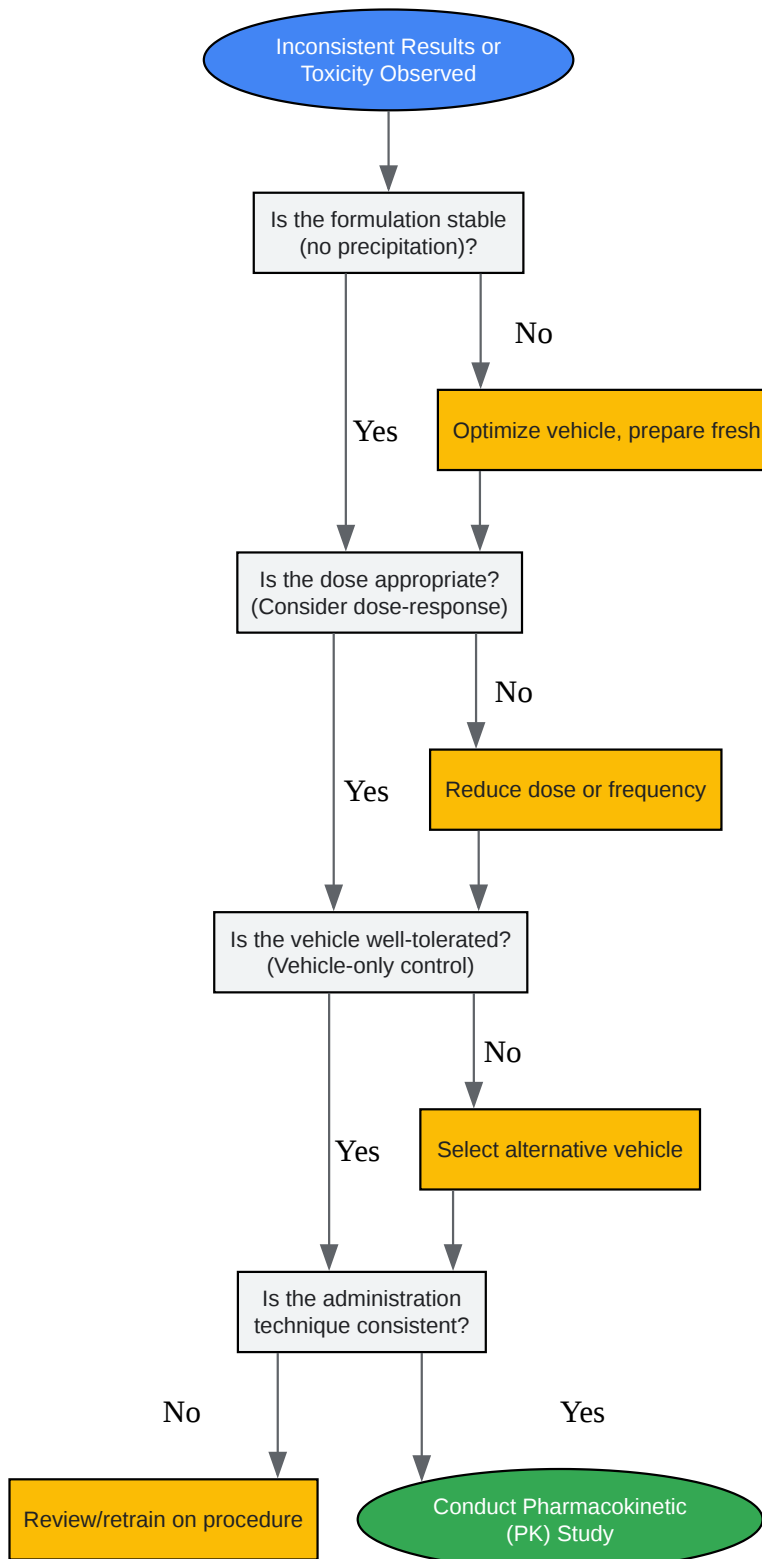 Inconsistent Results or
Toxicity Observed
Is the formulation stable
(no precipitation)?
No
Yes
Optimize vehicle, prepare fresh
Is the dose appropriate?
(Consider dose-response)
No
Yes
Reduce dose or frequency
Is the vehicle well-tolerated?
(Vehicle-only control)
No
Yes
Select alternative vehicle
Is the administration
technique consistent?
No
Yes
Review/retrain on procedure
Conduct Pharmacokinetic
(PK) Study